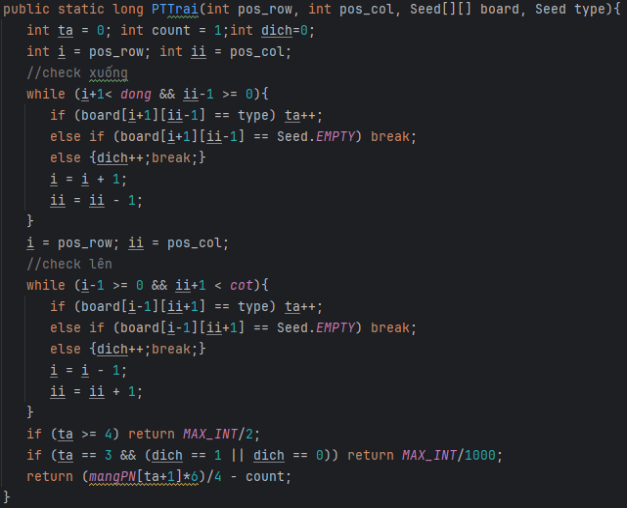 public static long PTTrai(int pos_row, int pos_col, Seed[][] board, Seed type){
int ta = 0; int count = 1;int dich=0;
int i = pos_row; int ii = pos_col;
//check xuống
while (i+1< dong && ii-1 >= 0){
if (board[i+1][ii-1] == type) ta++;
else if (board[i+1][ii-1] == Seed.EMPTY) break;
else {dich++;break;}
i = i + 1;
ii = ii - 1;
}
i = pos_row; ii = pos_col;
//check lên
while (i-1 >= 0 && ii+1 < cot){
if (board[i-1][ii+1] == type) ta++;
else if (board[i-1][ii+1] == Seed.EMPTY) break;
else {dich++;break;}
i = i - 1;
ii = ii + 1;
}
if (ta >= 4) return MAX_INT/2;
if (ta == 3 && (dich == 1 || dich == 0)) return MAX_INT/1000;
return (mangPN[ta+1]*6)/4 - count;
}